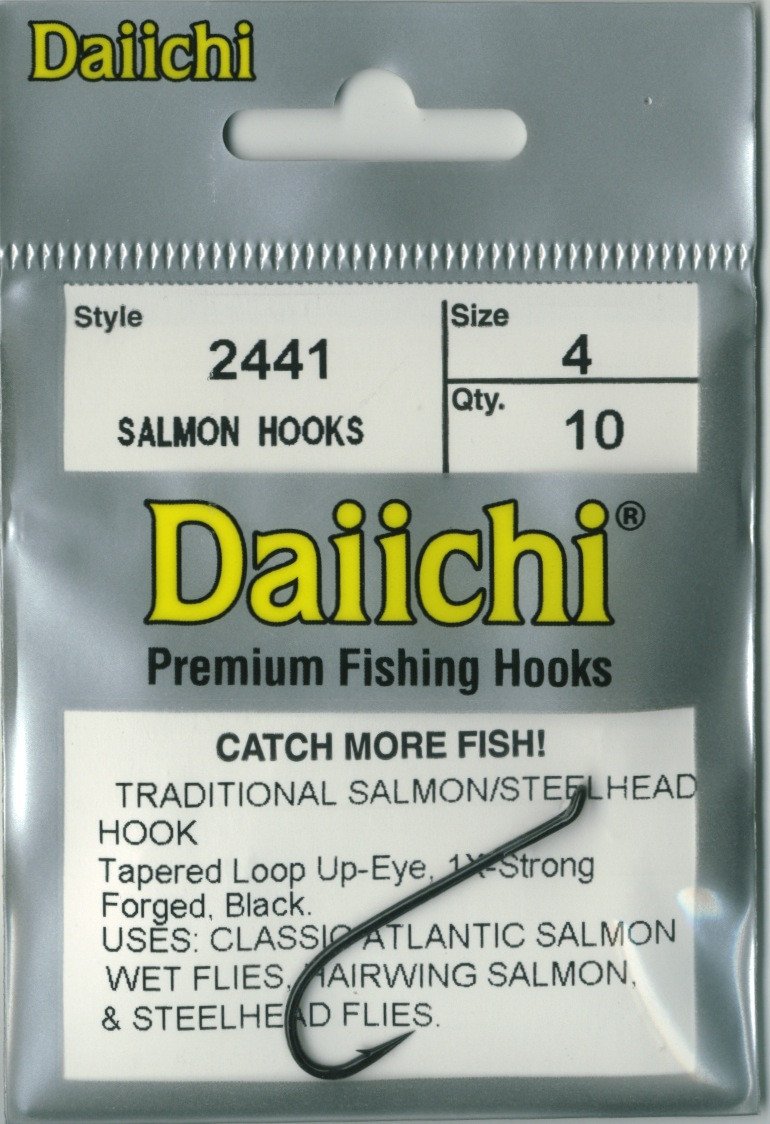 Daiichi
Style
2441
SALMON HOOKS
Size
4
Qty.
10
Daiichi®
Premium Fishing Hooks
CATCH MORE FISH!
TRADITIONAL SALMON/STEELHEAD
HOOK
Tapered Loop Up-Eye, 1X-Strong
Forged, Black.
USES: CLASSIC ATLANTIC SALMON
WET FLIES, HAIRWING SALMON,
& STEELHEAD FLIES.